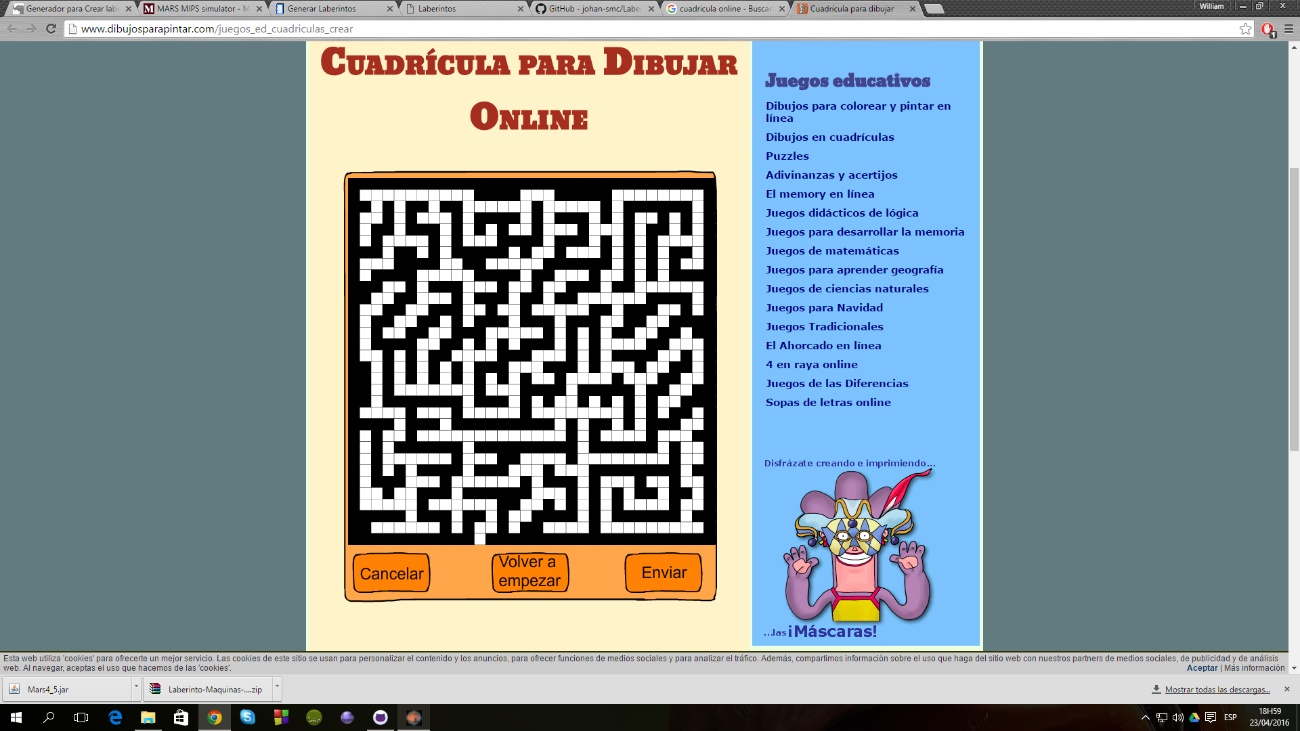 Generador para Crear lab
MARS MIPS simulator - M
Generar Laberintos
Laberintos
GitHub - johan-smc/Labe
cuadricula online - Buscar
Cuadrícula para dibujar
William
www.dibujosparapintar.com/juegos_ed_cuadriculas_crear
Cuadrícula para Dibujar
Online
Cancelar
Volver a
empezar
Enviar
Juegos educativos
Dibujos para colorear y pintar en
línea
Dibujos en cuadrículas
Puzzles
Adivinanzas y acertijos
El memory en línea
Juegos didácticos de lógica
Juegos para desarrollar la memoria
Juegos de matemáticas
Juegos para aprender geografía
Juegos de ciencias naturales
Juegos para Navidad
Juegos Tradicionales
El Ahorcado en línea
4 en raya online
Juegos de las Diferencias
Sopas de letras online
Disfrázate creando e imprimiendo...
...las ¡Máscaras!
Esta web utiliza 'cookies' para ofrecerte un mejor servicio. Las cookies de este sitio se usan para personalizar el contenido y los anuncios, para ofrecer funciones de medios sociales y para analizar el tráfico. Además, compartimos información sobre el uso que haga del sitio web con nuestros partners de medios sociales, de publicidad y de análisis
web. Al navegar, aceptas el uso que hacemos de las 'cookies'.
Aceptar | Más información
Mars4_5.jar
Laberinto-Maquinas-....zip
Mostrar todas las descargas...
ESP
18H59
23/04/2016